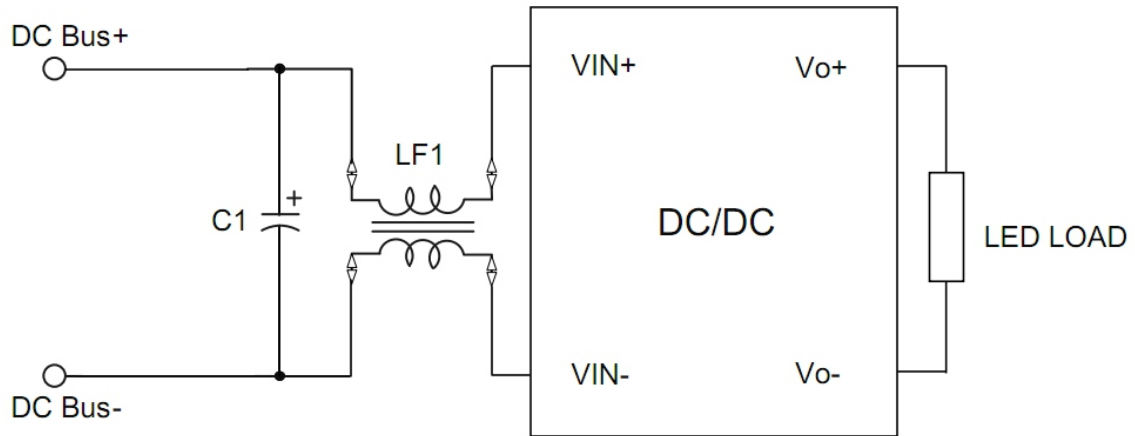 DC Bus+
VIN+
Vo+
LF1
+
C1
DC/DC
LED LOAD
VIN-
Vo-
DC Bus-